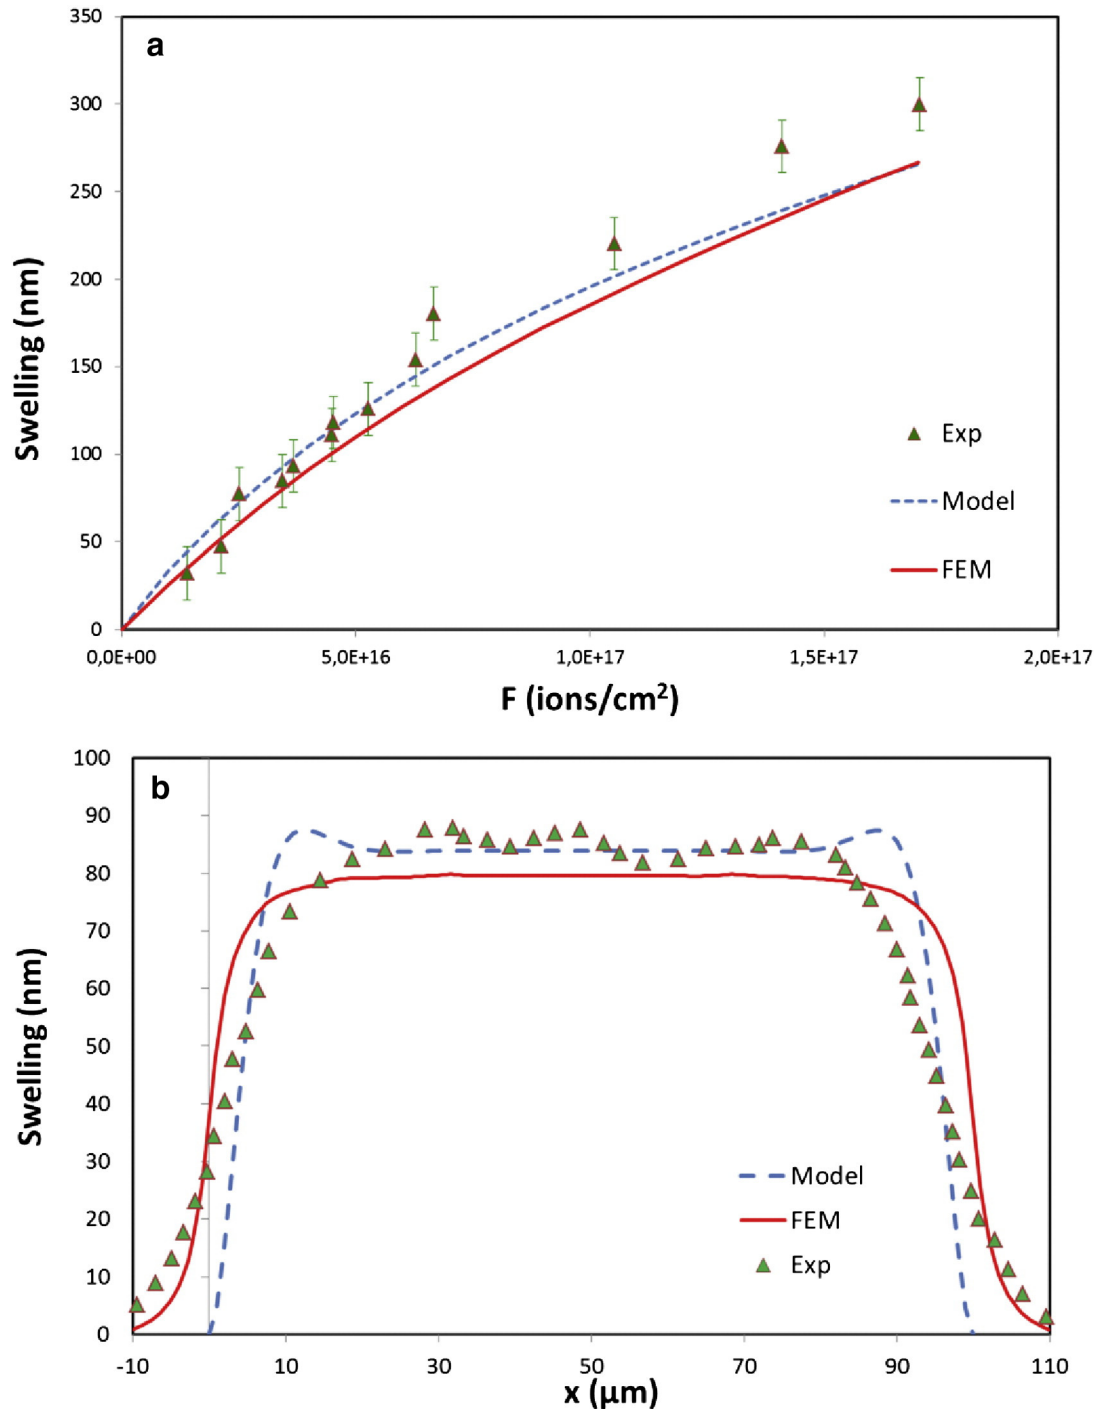 a
350
300
250
200
150
100
50
0
Swelling (nm)
Exp
Model
FEM
0,0E+00 5,0E+16 1,0E+17 1,5E+17 2,0E+17
F (ions/cm²)
b
100
90
80
70
60
50
40
30
20
10
0
Swelling (nm)
Model
FEM
Exp
-10 10 30 50 70 90 110
x (μm)